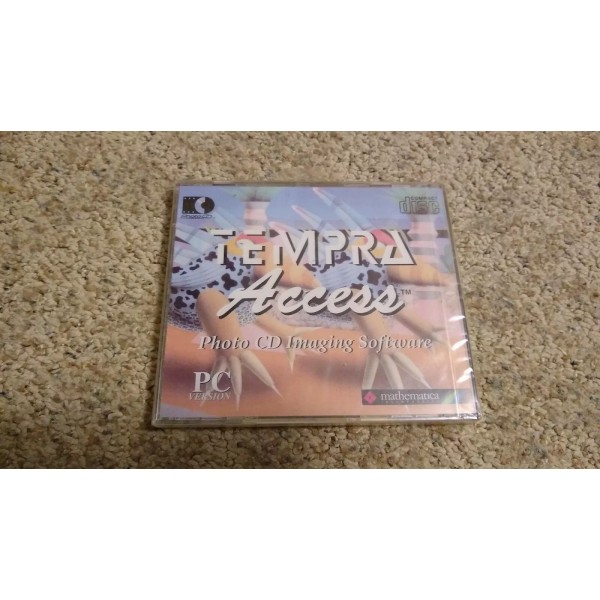 TEMPRA
Access™
Photo CD Imaging Software
PC
VERSION
mathematica